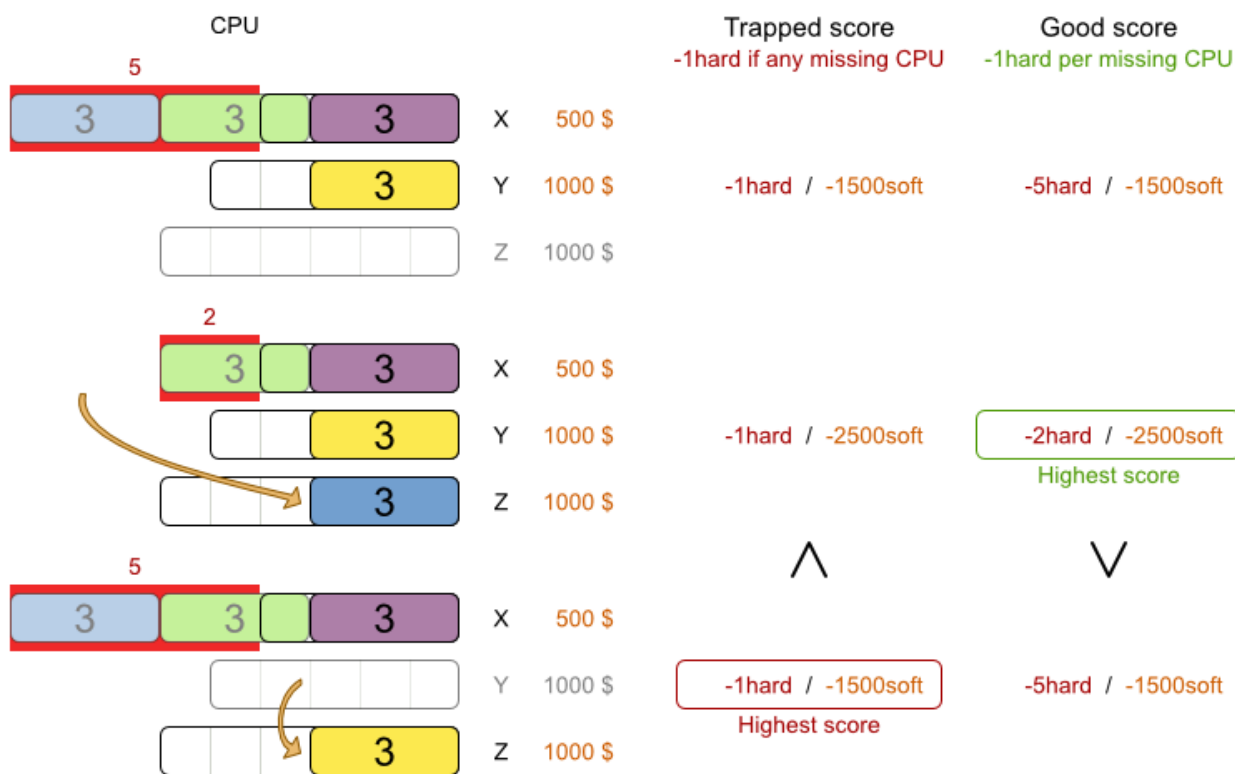 CPU
Trapped score
Good score
-1hard if any missing CPU
-1hard per missing CPU
5
3 3 3 X 500 $
3 Y 1000 $ -1hard / -1500soft -5hard / -1500soft
Z 1000 $
2
3 3 X 500 $
3 Y 1000 $ -1hard / -2500soft -2hard / -2500soft
Highest score
3 Z 1000 $
5
3 3 3 X 500 $
Y 1000 $ -1hard / -1500soft -5hard / -1500soft
Highest score
3 Z 1000 $